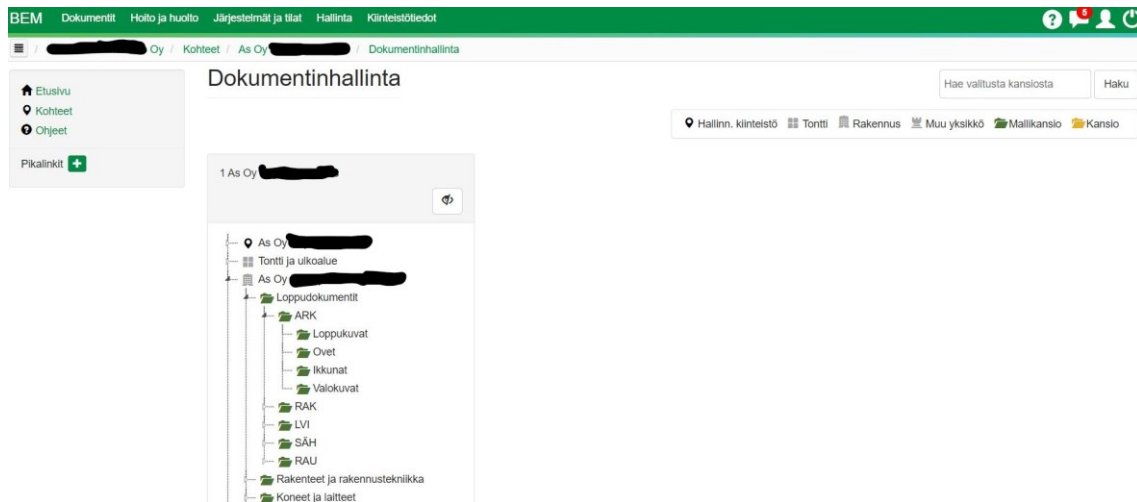 BEM Dokumentit Hoito ja huolto Järjestelmät ja tilat Hallinta Kiinteistötiedot 5
/ Oy / Kohteet / As Oy / Dokumentinhallinta
Etusivu
Kohteet
Ohjeet
Pikalinkit
Dokumentinhallinta
Hae valitusta kansiosta Haku
Hallinn. kiinteistö Tontti Rakennus Muu yksikkö Mallikansio Kansio
1 As Oy
As Oy
Tontti ja ulkoalue
As Oy
Loppudokumentit
ARK
Loppukuvat
Ovet
Ikkunat
Valokuvat
RAK
LVI
SÄH
RAU
Rakenteet ja rakennustekniikka
Koneet ja laitteet